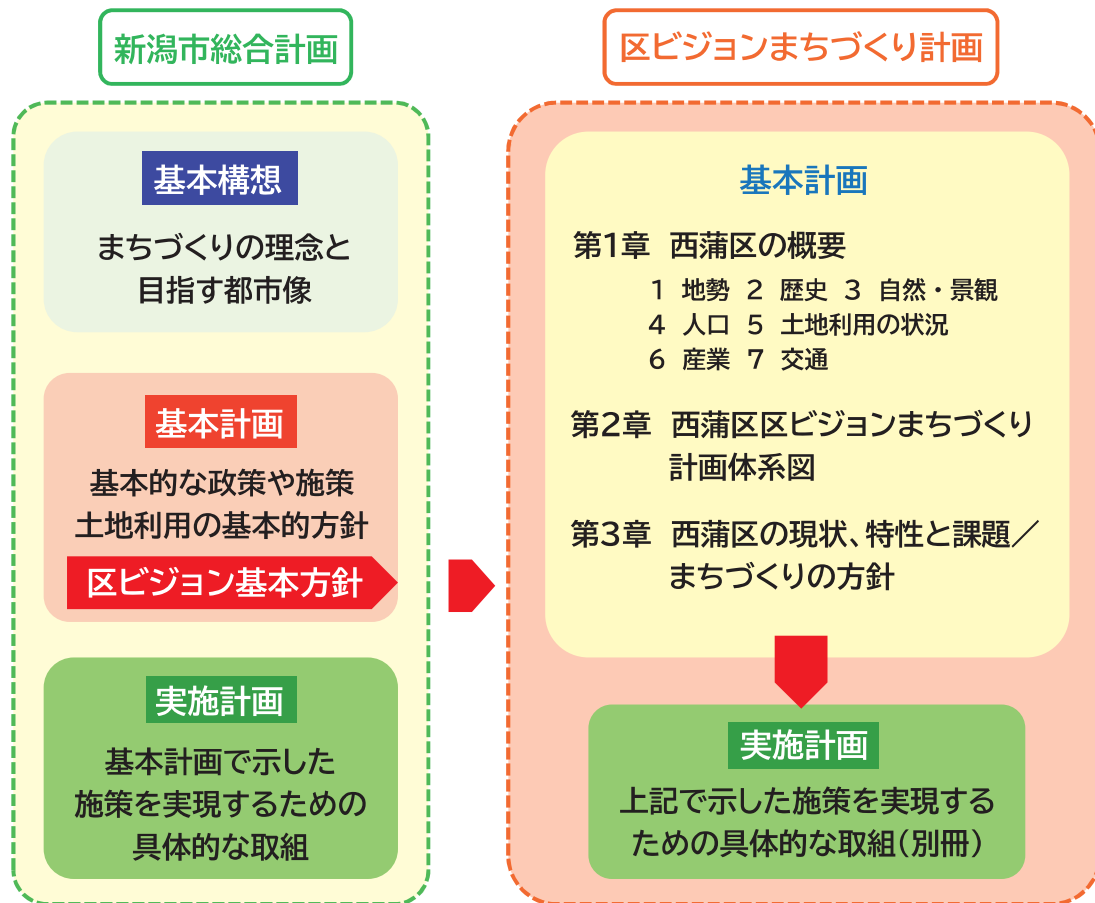 新潟市総合計画
基本構想
まちづくりの理念と
目指す都市像
基本計画
基本的な政策や施策
土地利用の基本的方針
区ビジョン基本方針
実施計画
基本計画で示した
施策を実現するための
具体的な取組
区ビジョンまちづくり計画
基本計画
第1章 西蒲区の概要
1 地勢 2 歴史 3 自然・景観
4 人口 5 土地利用の状況
6 産業 7 交通
第2章 西蒲区区ビジョンまちづくり
計画体系図
第3章 西蒲区の現状、特性と課題／
まちづくりの方針
実施計画
上記で示した施策を実現する
ための具体的な取組（別冊）